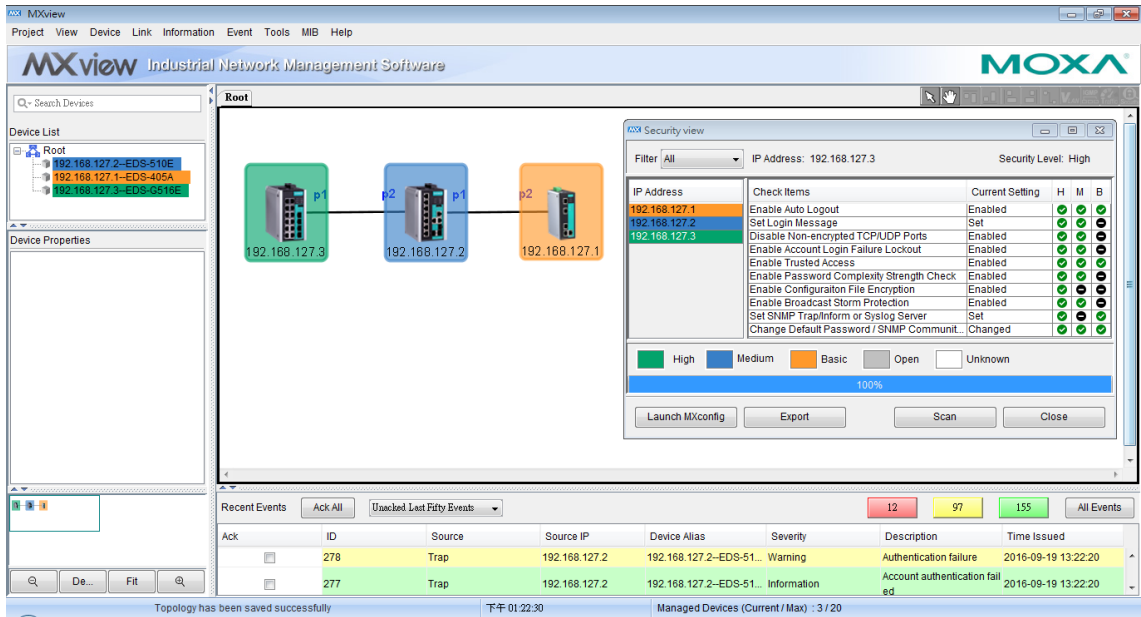 MXview
Project View Device Link Information Event Tools MIB Help
MXview Industrial Network Management Software
MOXA
Search Devices
Root
Device List
Root
192.168.127.2--EDS-510E
192.168.127.1--EDS-405A
192.168.127.3--EDS-G516E
Device Properties
p1 p2 p1 p2
192.168.127.3 192.168.127.2 192.168.127.1
Security view
Filter All IP Address: 192.168.127.3 Security Level: High
IP Address Check Items Current Setting H M B
192.168.127.1 Enable Auto Logout Enabled
192.168.127.2 Set Login Message Set
192.168.127.3 Disable Non-encrypted TCP/UDP Ports Enabled
Enable Account Login Failure Lockout Enabled
Enable Trusted Access Enabled
Enable Password Complexity Strength Check Enabled
Enable Configuraiton File Encryption Enabled
Enable Broadcast Storm Protection Enabled
Set SNMP Trap/Inform or Syslog Server Set
Change Default Password / SNMP Communit... Changed
High Medium Basic Open Unknown
100%
Launch MXconfig Export Scan Close
Recent Events Ack All Unacked Last Fifty Events 12 97 155 All Events
Ack ID Source Source IP Device Alias Severity Description Time Issued
278 Trap 192.168.127.2 192.168.127.2--EDS-51... Warning Authentication failure 2016-09-19 13:22:20
277 Trap 192.168.127.2 192.168.127.2--EDS-51... Information Account authentication fail
ed 2016-09-19 13:22:20
De... Fit
Topology has been saved successfully 下午 01:22:30 Managed Devices (Current / Max) : 3 / 20